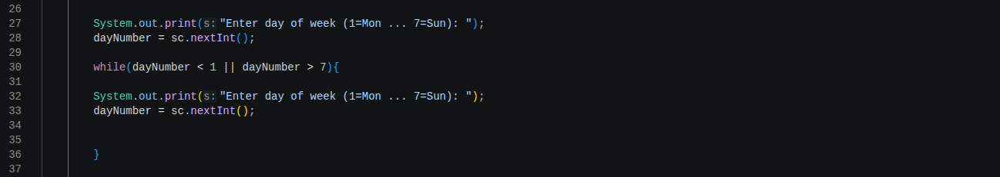 26
27 System.out.print(s: "Enter day of week (1=Mon ... 7=Sun): ");
28 dayNumber = sc.nextInt();
29
30 while(dayNumber < 1 || dayNumber > 7){
31
32 System.out.print(s: "Enter day of week (1=Mon ... 7=Sun): ");
33 dayNumber = sc.nextInt();
34
35
36 }
37